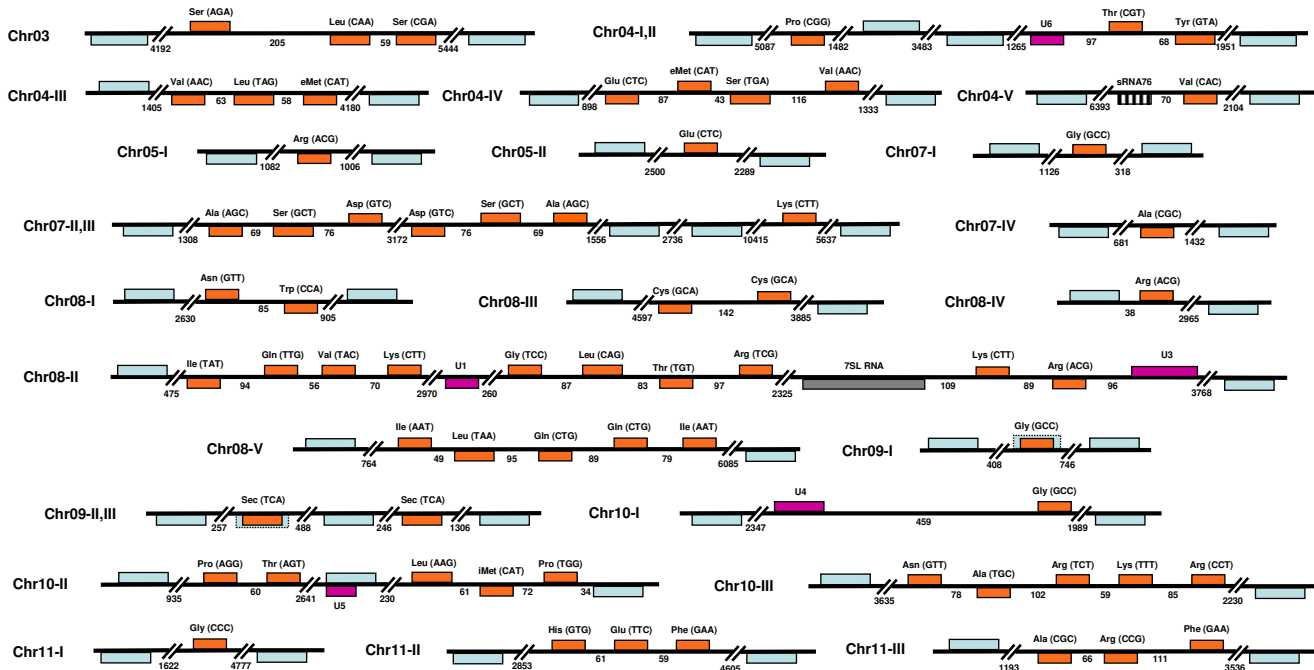 Chr03 Ser (AGA) Leu (CAA) Ser (CGA)
4192 205 59 5444
Chr04-I,II Pro (CGG) U6 Thr (CGT) Tyr (GTA)
5087 1482 3483 1265 97 68 1951
Chr04-III Val (AAC) Leu (TAG) eMet (CAT)
1405 63 58 4180
Chr04-IV Glu (CTC) eMet (CAT) Ser (TGA) Val (AAC)
898 87 43 116 1333
Chr04-V sRNA76 Val (CAC)
6393 70 2104
Chr05-I Arg (ACG)
1082 1006
Chr05-II Glu (CTC)
2500 2289
Chr07-I Gly (GCC)
1126 318
Chr07-II,III Ala (AGC) Ser (GCT) Asp (GTC) Asp (GTC) Ser (GCT) Ala (AGC) Lys (CTT)
1308 69 76 3172 76 69 1556 2736 10415 5637
Chr07-IV Ala (CGC)
681 1432
Chr08-I Asn (GTT) Trp (CCA)
2630 85 905
Chr08-III Cys (GCA) Cys (GCA)
4597 142 3885
Chr08-IV Arg (ACG)
38 2965
Chr08-II Ile (TAT) Gln (TTG) Val (TAC) Lys (CTT) U1 Gly (TCC) Leu (CAG) Thr (TGT) Arg (TCG) 7SL RNA Lys (CTT) Arg (ACG) U3
475 94 56 70 2970 260 87 83 97 2325 109 89 96 3768
Chr08-V Ile (AAT) Leu (TAA) Gln (CTG) Gln (CTG) Ile (AAT)
764 49 95 89 79 6085
Chr09-I Gly (GCC)
408 746
Chr09-II,III Sec (TCA) Sec (TCA)
257 488 246 1306
Chr10-I U4 Gly (GCC)
2347 459 1989
Chr10-II Pro (AGG) Thr (AGT) U5 Leu (AAG) iMet (CAT) Pro (TGG)
935 60 2641 230 61 72 34
Chr10-III Asn (GTT) Ala (TGC) Arg (TCT) Lys (TTT) Arg (CCT)
3635 78 102 59 85 2230
Chr11-I Gly (CCC)
1622 4777
Chr11-II His (GTG) Glu (TTC) Phe (GAA)
2853 61 59 4605
Chr11-III Ala (CGC) Arg (CCG) Phe (GAA)
1193 66 111 3536